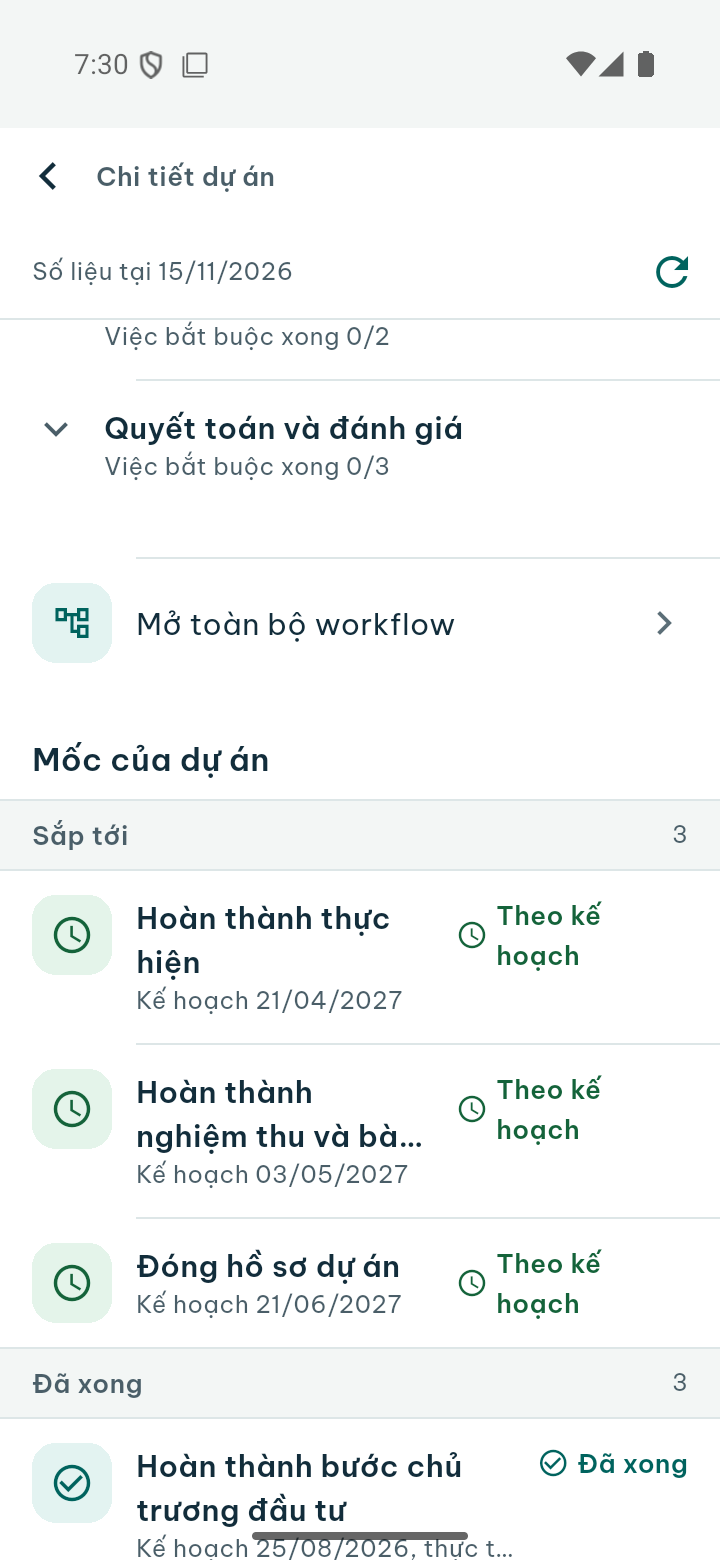 7:30
Chi tiết dự án
Số liệu tại 15/11/2026
Việc bắt buộc xong 0/2
Quyết toán và đánh giá
Việc bắt buộc xong 0/3
Mở toàn bộ workflow
Mốc của dự án
Sắp tới 3
Hoàn thành thực
hiện
Kế hoạch 21/04/2027
Theo kế
hoạch
Hoàn thành
nghiệm thu và bà...
Kế hoạch 03/05/2027
Theo kế
hoạch
Đóng hồ sơ dự án
Kế hoạch 21/06/2027
Theo kế
hoạch
Đã xong 3
Hoàn thành bước chủ
trương đầu tư
Kế hoạch 25/08/2026, thực t...
Đã xong